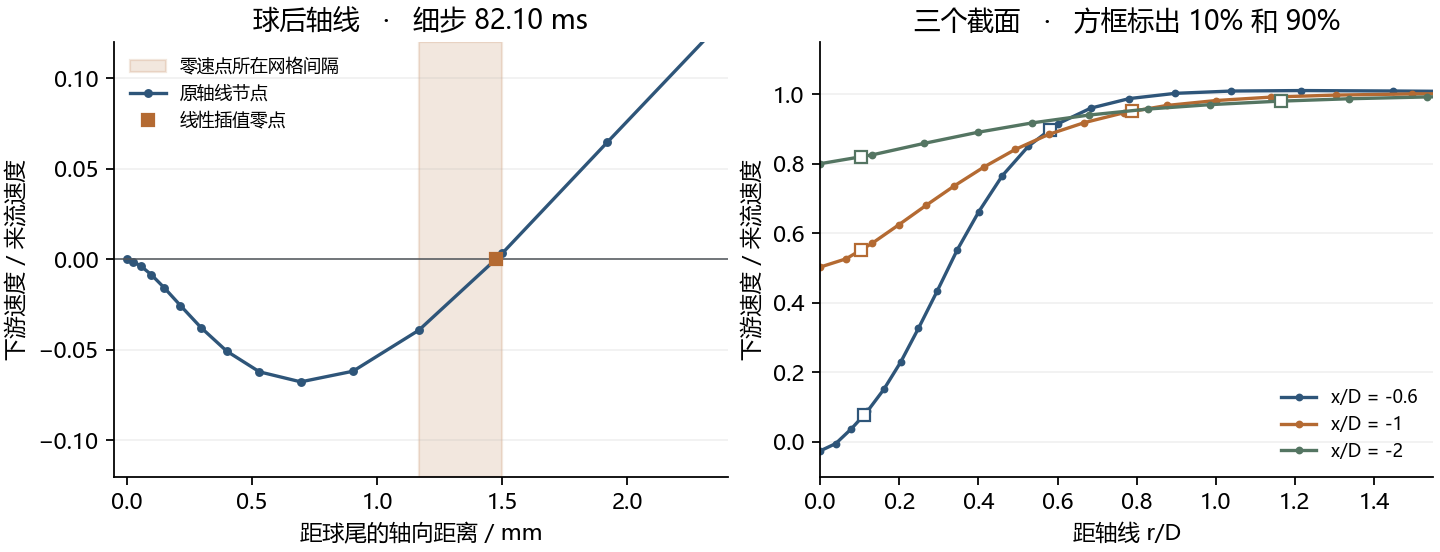 球后轴线 · 细步 82.10 ms
零速点所在网格间隔
原轴线节点
线性插值零点
下游速度 / 来流速度
0.10
0.05
0.00
−0.05
−0.10
0.0 0.5 1.0 1.5 2.0
距球尾的轴向距离 / mm
三个截面 · 方框标出 10% 和 90%
下游速度 / 来流速度
1.0
0.8
0.6
0.4
0.2
0.0
x/D = -0.6
x/D = -1
x/D = -2
0.0 0.2 0.4 0.6 0.8 1.0 1.2 1.4
距轴线 r/D